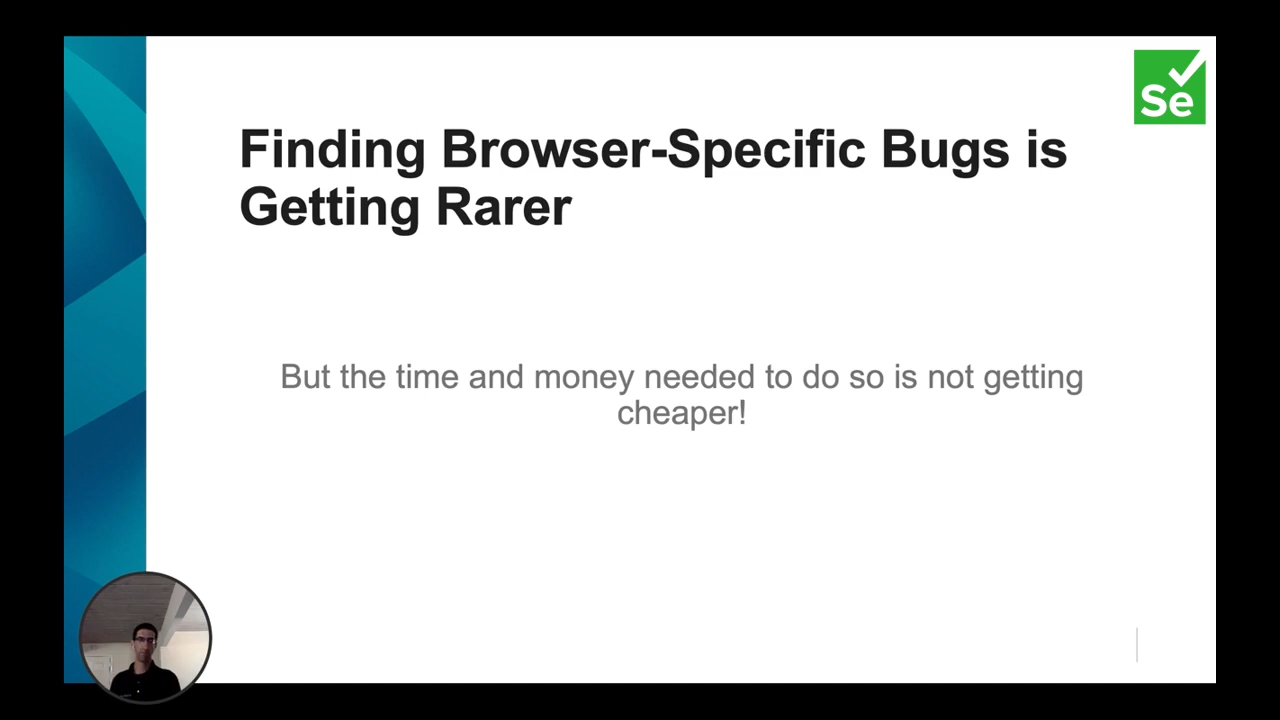 Se
Finding Browser-Specific Bugs is
Getting Rarer
But the time and money needed to do so is not getting
cheaper!